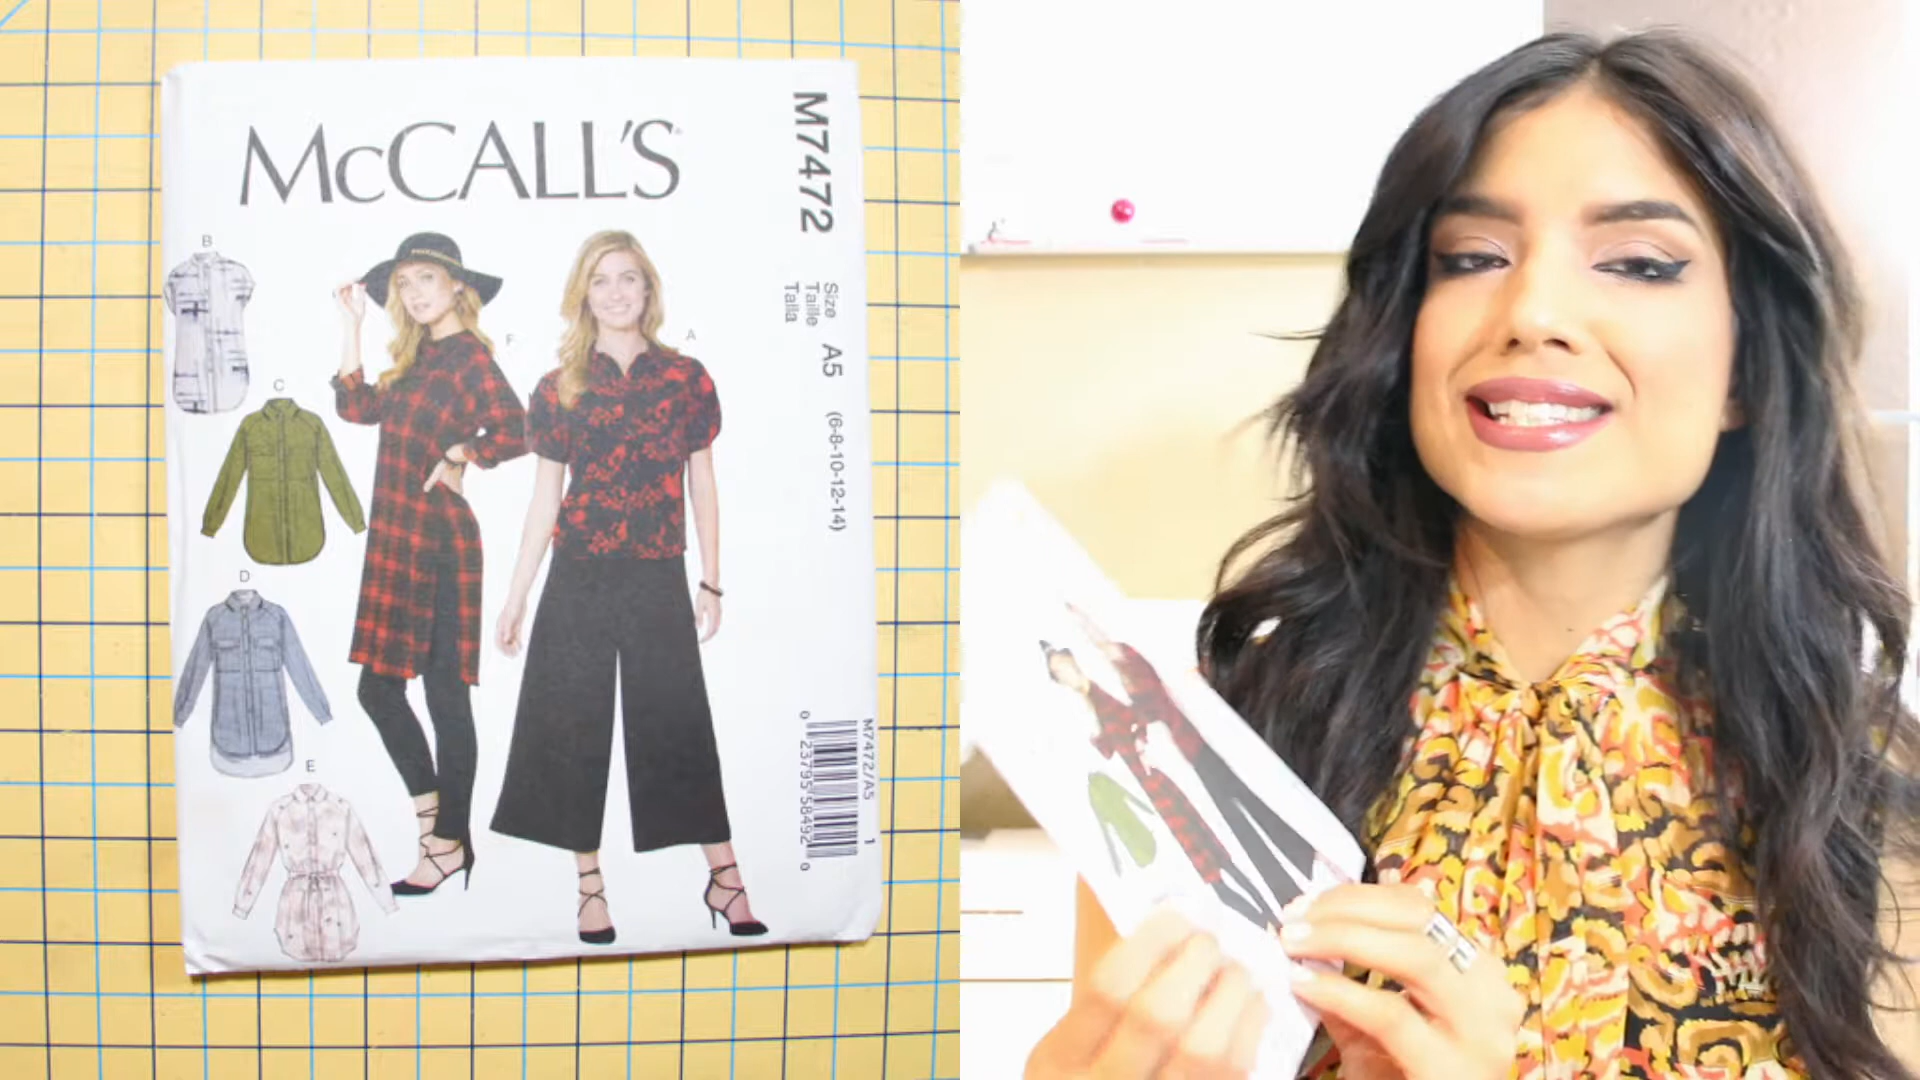 McCALL'S
M7472
Size
Taille
Talla
A5
(6-8-10-12-14)
B
C
D
E
F
A
M7472/A5 1
0 23795 58492 0